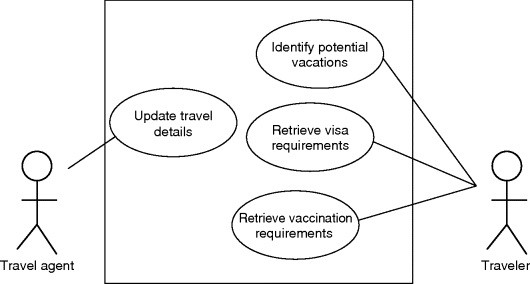 Identify potential
vacations
Update travel
details
Retrieve visa
requirements
Retrieve vaccination
requirements
Travel agent
Traveler